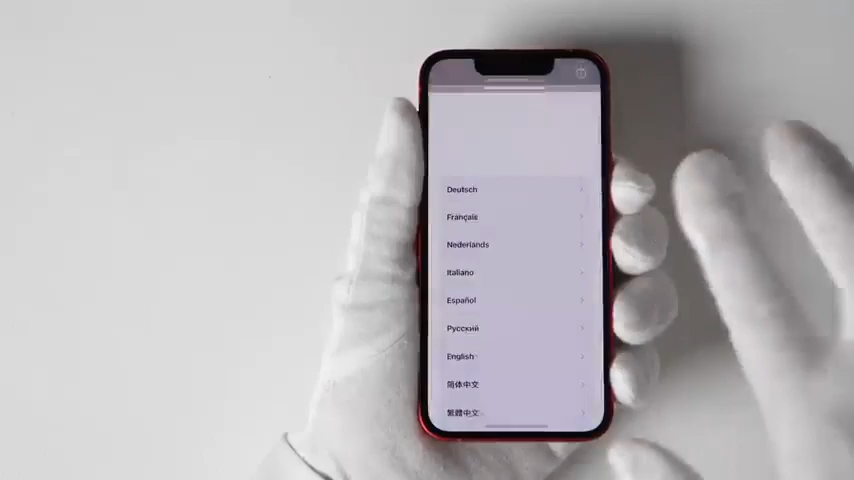 Deutsch
Français
Nederlands
Italiano
Español
Русский
English
简体中文
繁體中文